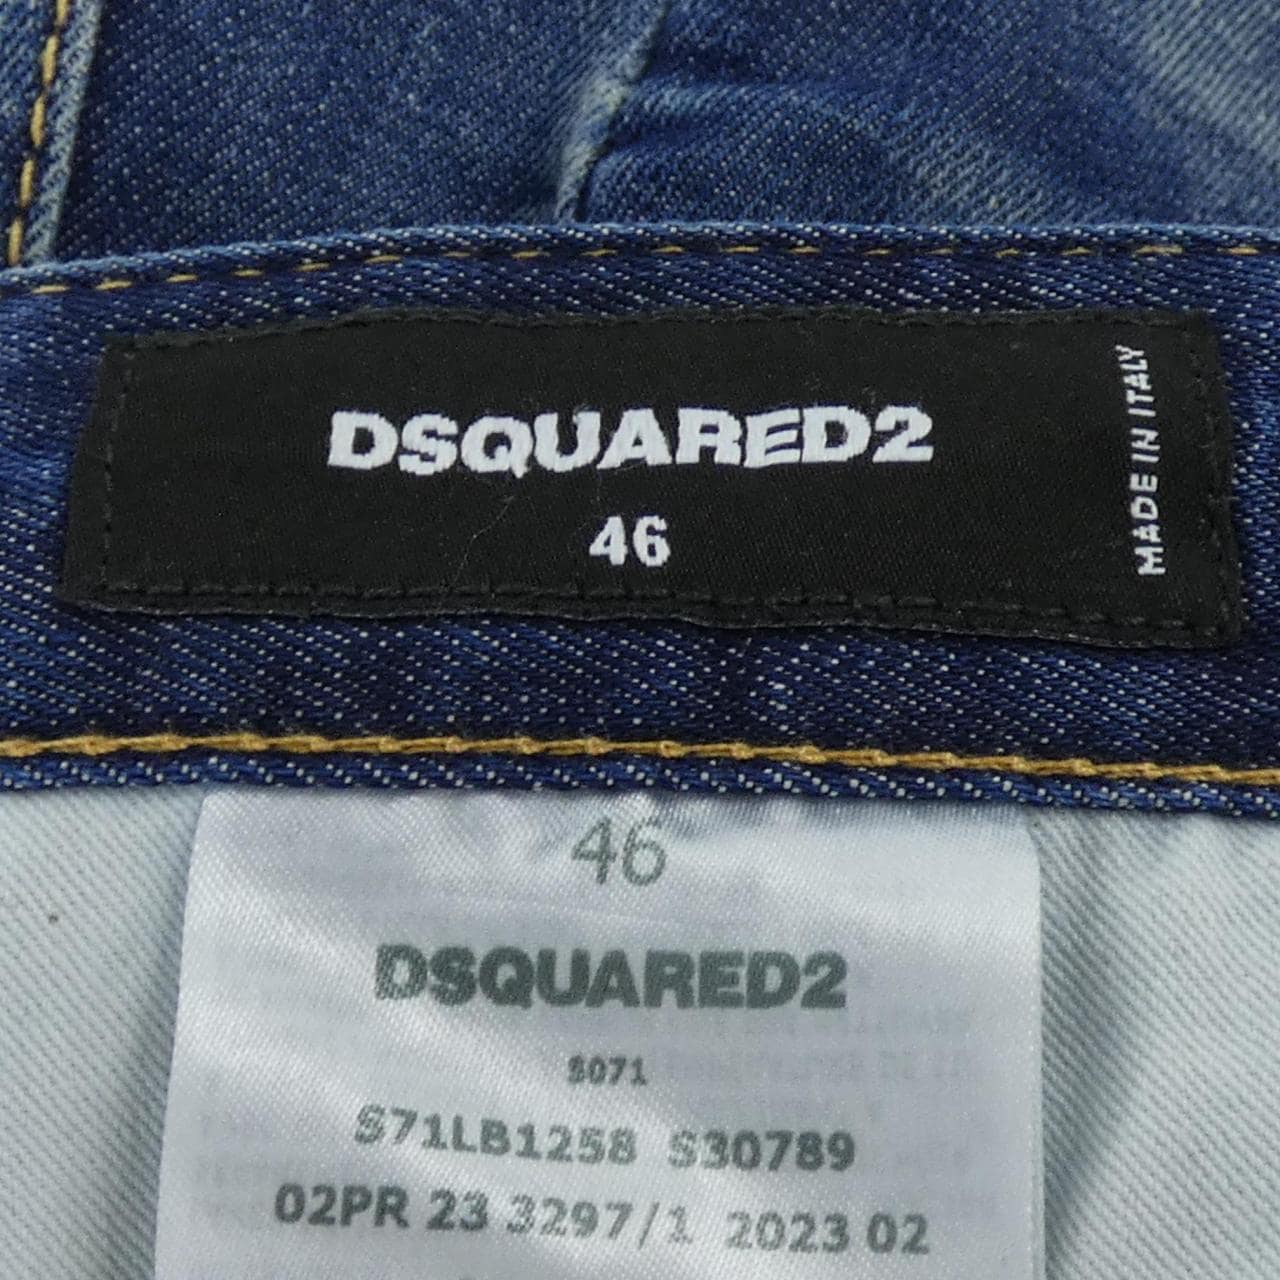 DSQUARED2
46
MADE IN ITALY
46
DSQUARED2
S071
S71LB1258 S30789
02PR 23 3297/1 2023 02